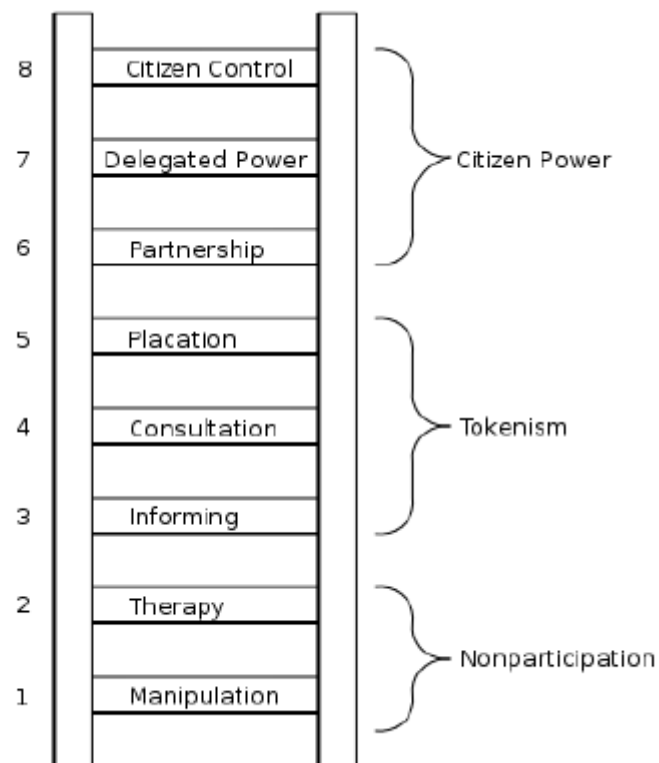 8 Citizen Control
7 Delegated Power Citizen Power
6 Partnership
5 Placation
4 Consultation Tokenism
3 Informing
2 Therapy
Nonparticipation
1 Manipulation